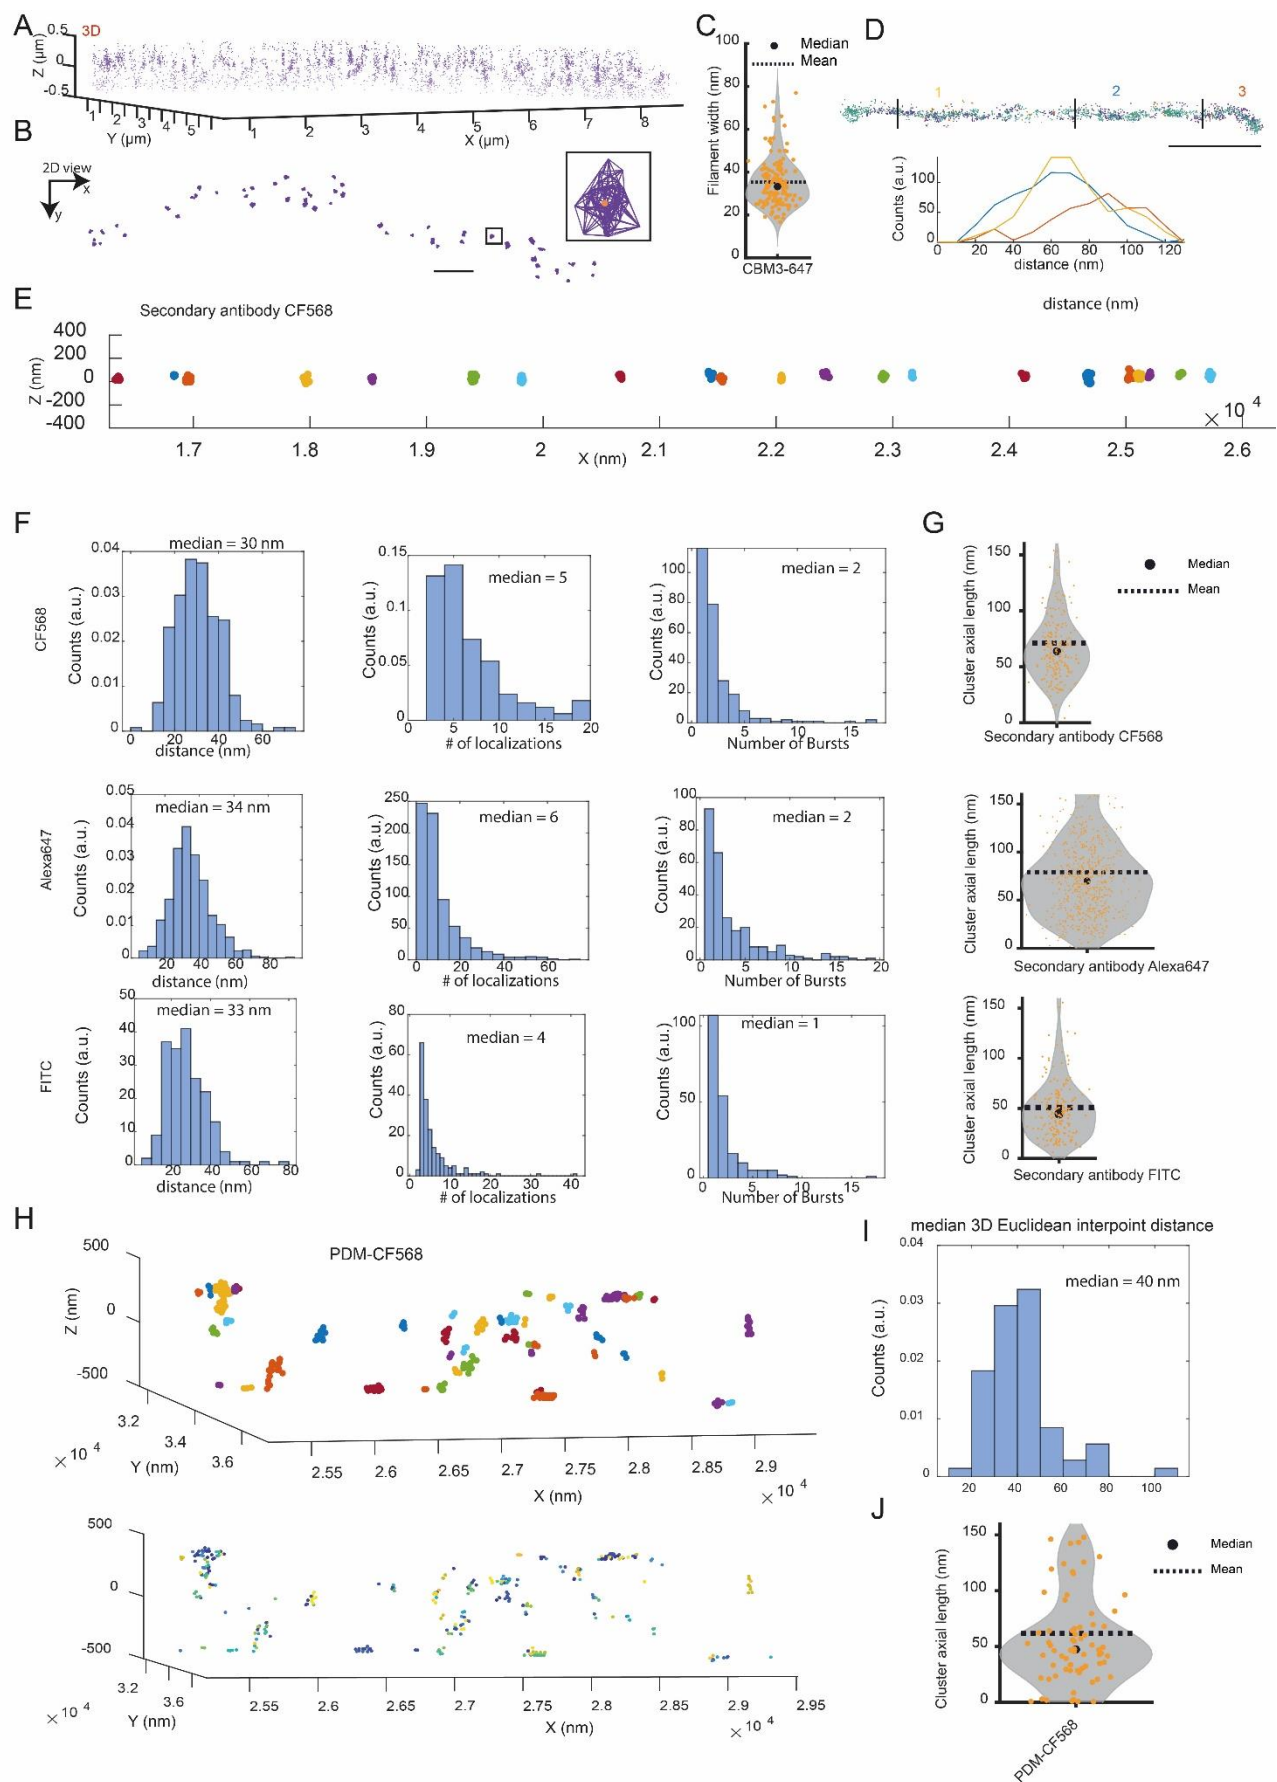 A
3D
Z (µm)
0.5
0
-0.5
1 2 3 4 5
Y (µm)
1 2 3 4 5 6 7 8
X (µm)
B
2D view
x
y
C
Median
Mean
Filament width (nm)
100
80
60
40
20
0
CBM3-647
D
1 2 3
Counts (a.u.)
100
50
0
0 20 40 60 80 100 120
distance (nm)
distance (nm)
E
Secondary antibody CF568
Z (nm)
400
200
0
-200
-400
× 10 4
1.7 1.8 1.9 2 2.1 2.2 2.3 2.4 2.5 2.6
X (nm)
F
CF568
median = 30 nm
Counts (a.u.)
0.04
0.03
0.02
0.01
0
0 20 40 60
distance (nm)
median = 5
Counts (a.u.)
0.15
0.1
0.05
0
0 5 10 15 20
# of localizations
median = 2
Counts (a.u.)
100
80
60
40
20
0
0 5 10 15
Number of Bursts
G
Cluster axial length (nm)
150
100
50
0
Median
Mean
Secondary antibody CF568
Alexa647
median = 34 nm
Counts (a.u.)
0.05
0.04
0.03
0.02
0.01
0
20 40 60 80
distance (nm)
median = 6
Counts (a.u.)
250
200
150
100
50
0
0 20 40 60
# of localizations
median = 2
Counts (a.u.)
100
80
60
40
20
0
0 5 10 15 20
Number of Bursts
Cluster axial length (nm)
150
100
50
0
Secondary antibody Alexa647
FITC
median = 33 nm
Counts (a.u.)
50
40
30
20
10
0
20 40 60 80
distance (nm)
median = 4
Counts (a.u.)
80
60
40
20
0
0 10 20 30 40
# of localizations
median = 1
Counts (a.u.)
100
50
0
0 5 10 15
Number of Bursts
Cluster axial length (nm)
150
100
50
0
Secondary antibody FITC
H
PDM-CF568
Z (nm)
500
0
-500
3.2 3.4 3.6
× 10 4
Y (nm)
2.55 2.6 2.65 2.7 2.75 2.8 2.85 2.9
X (nm)
× 10 4
500
0
-500
3.2 3.6
× 10 4
Y (nm)
2.55 2.6 2.65 2.7 2.75 2.8 2.85 2.9 2.95
X (nm)
× 10 4
I
median 3D Euclidean interpoint distance
median = 40 nm
Counts (a.u.)
0.04
0.03
0.02
0.01
0
20 40 60 80 100
J
Cluster axial length (nm)
150
100
50
0
Median
Mean
PDM-CF568